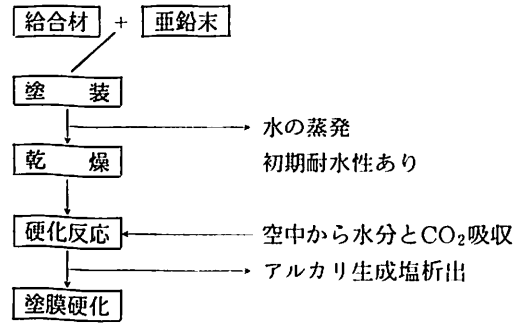 給合材 + 亜鉛末
塗 装
水の蒸発
乾 燥
初期耐水性あり
硬化反応
空中から水分とCO₂吸収
アルカリ生成塩析出
塗膜硬化